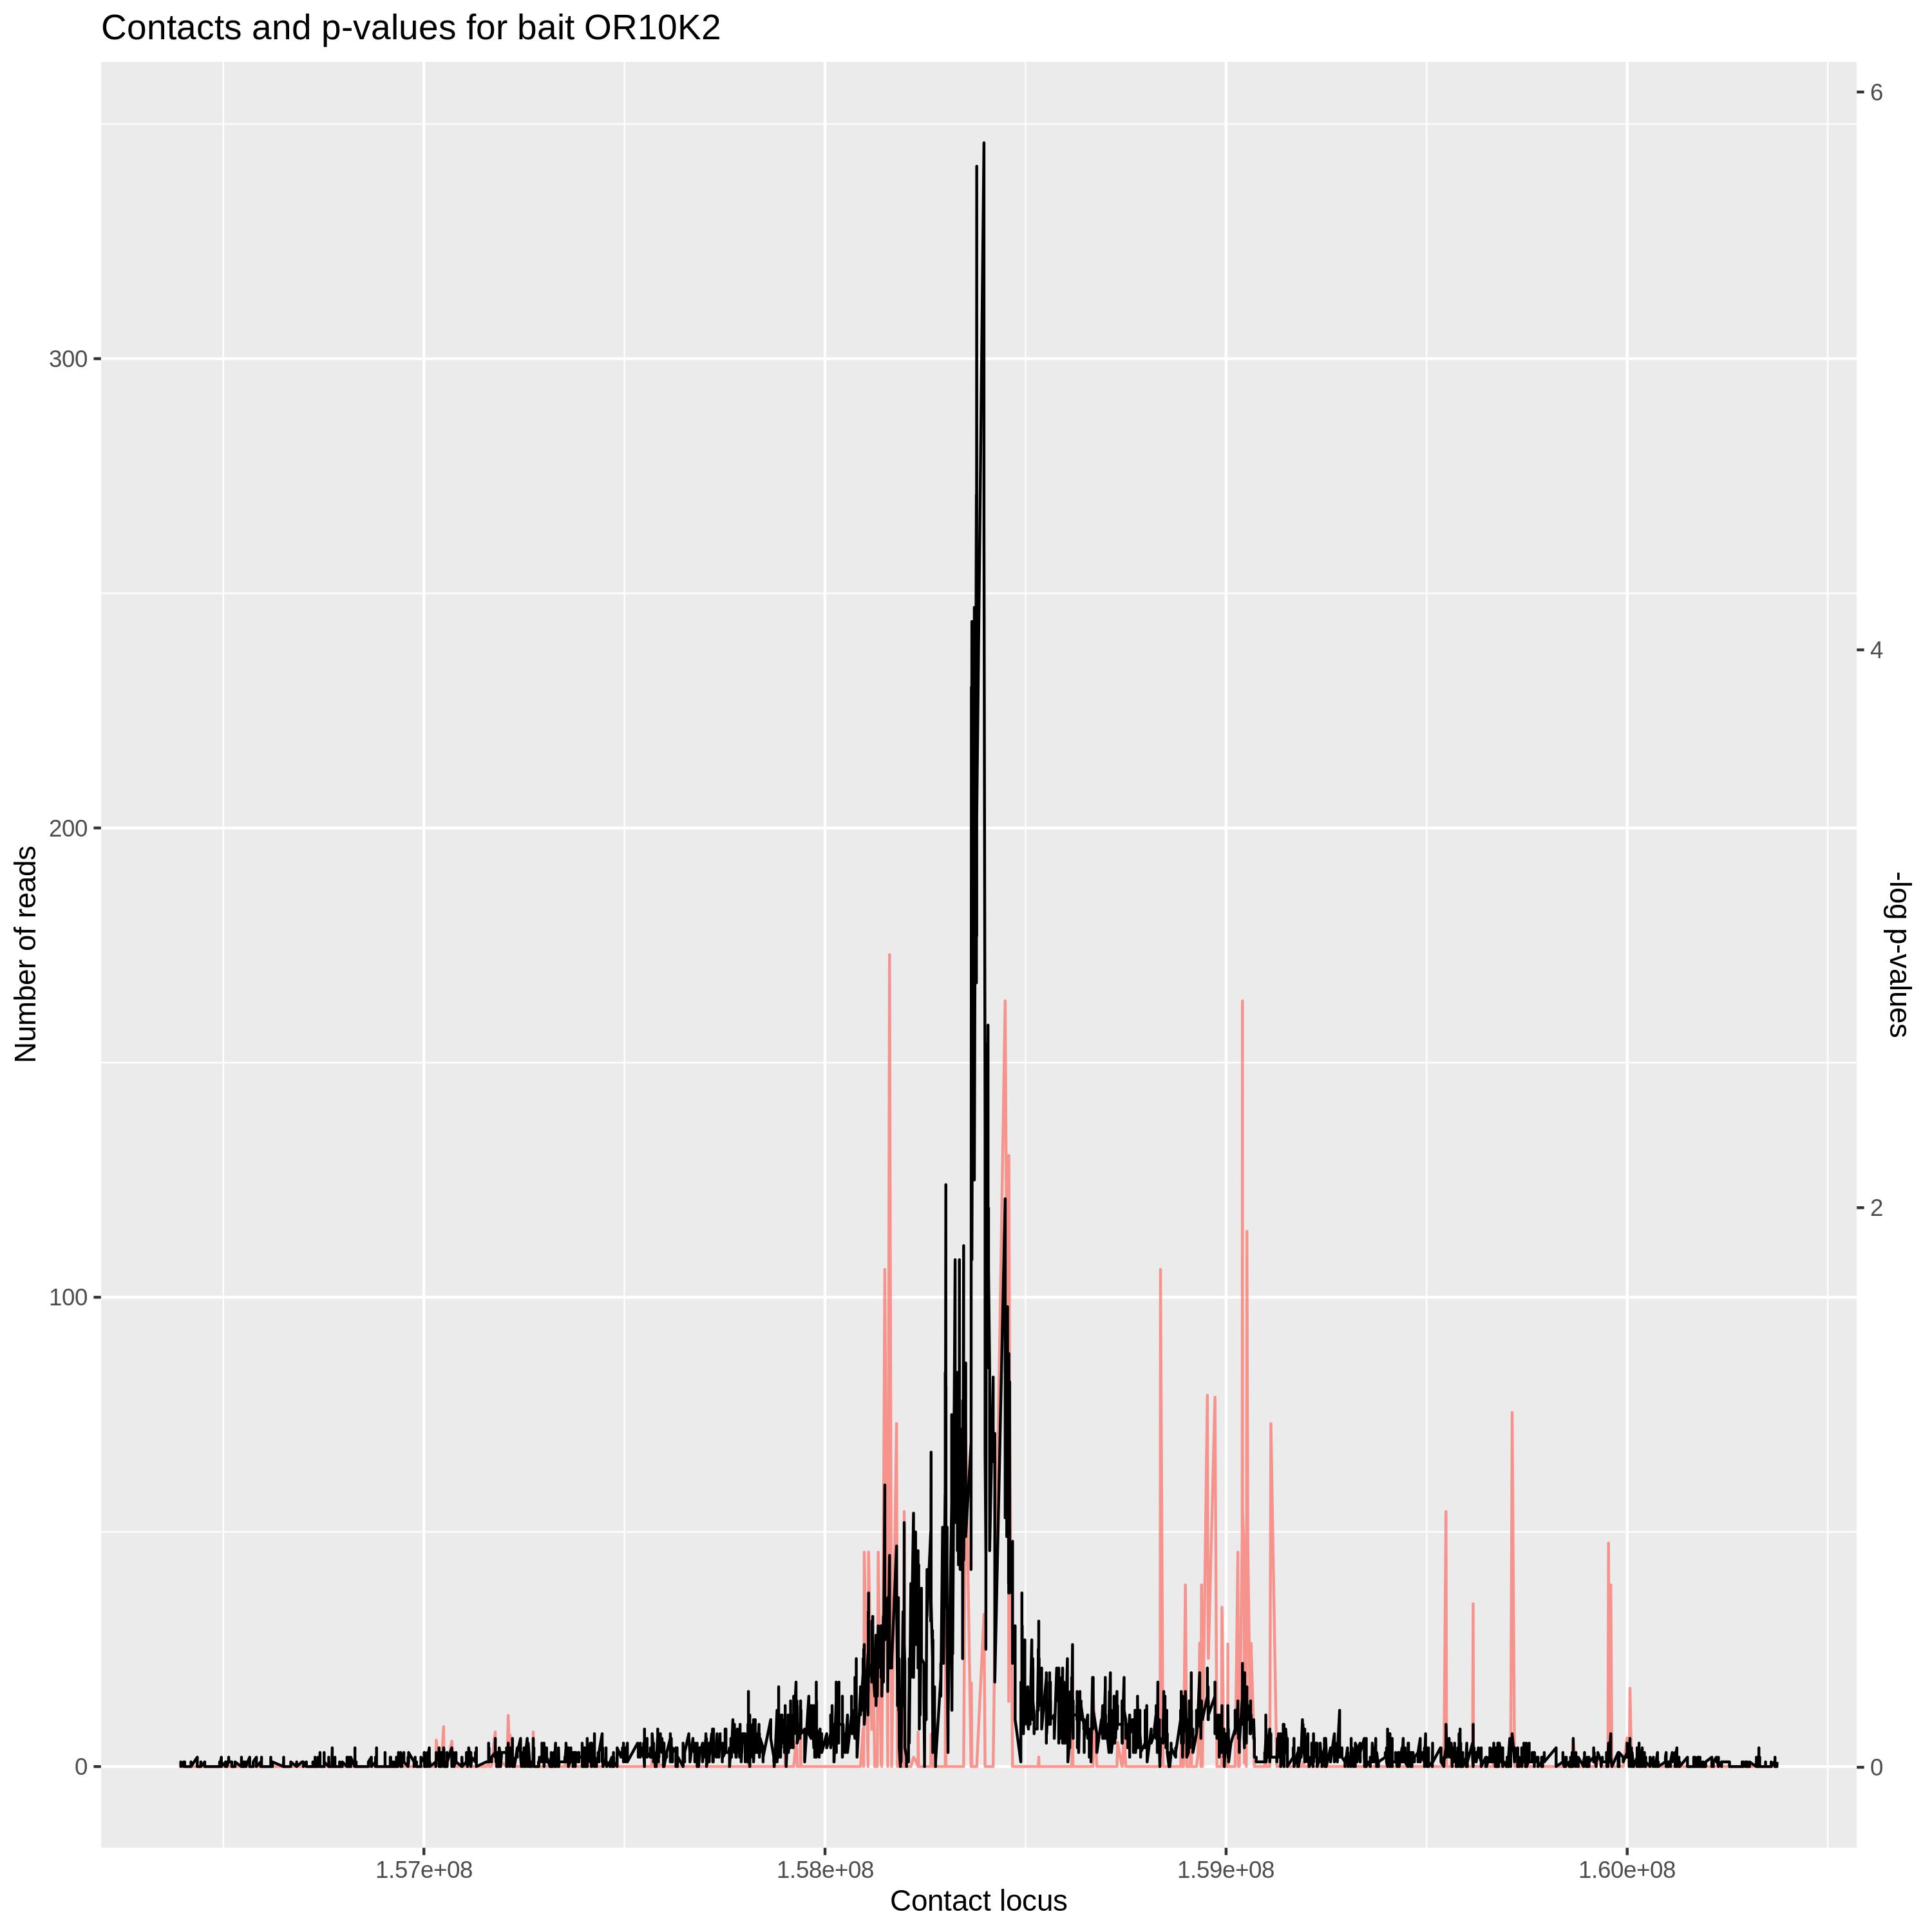 Contacts and p-values for bait OR10K2
6
300
4
200
Number of reads
-log p-values
2
100
0
0
1.57e+08 1.58e+08 1.59e+08 1.60e+08
Contact locus